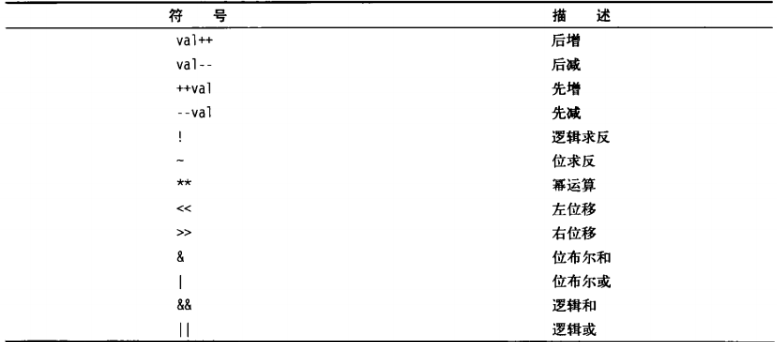 符 号 描 述
val++ 后增
val-- 后减
++val 先增
--val 先减
! 逻辑求反
~ 位求反
** 幂运算
<< 左位移
>> 右位移
& 位布尔和
| 位布尔或
&& 逻辑和
|| 逻辑或